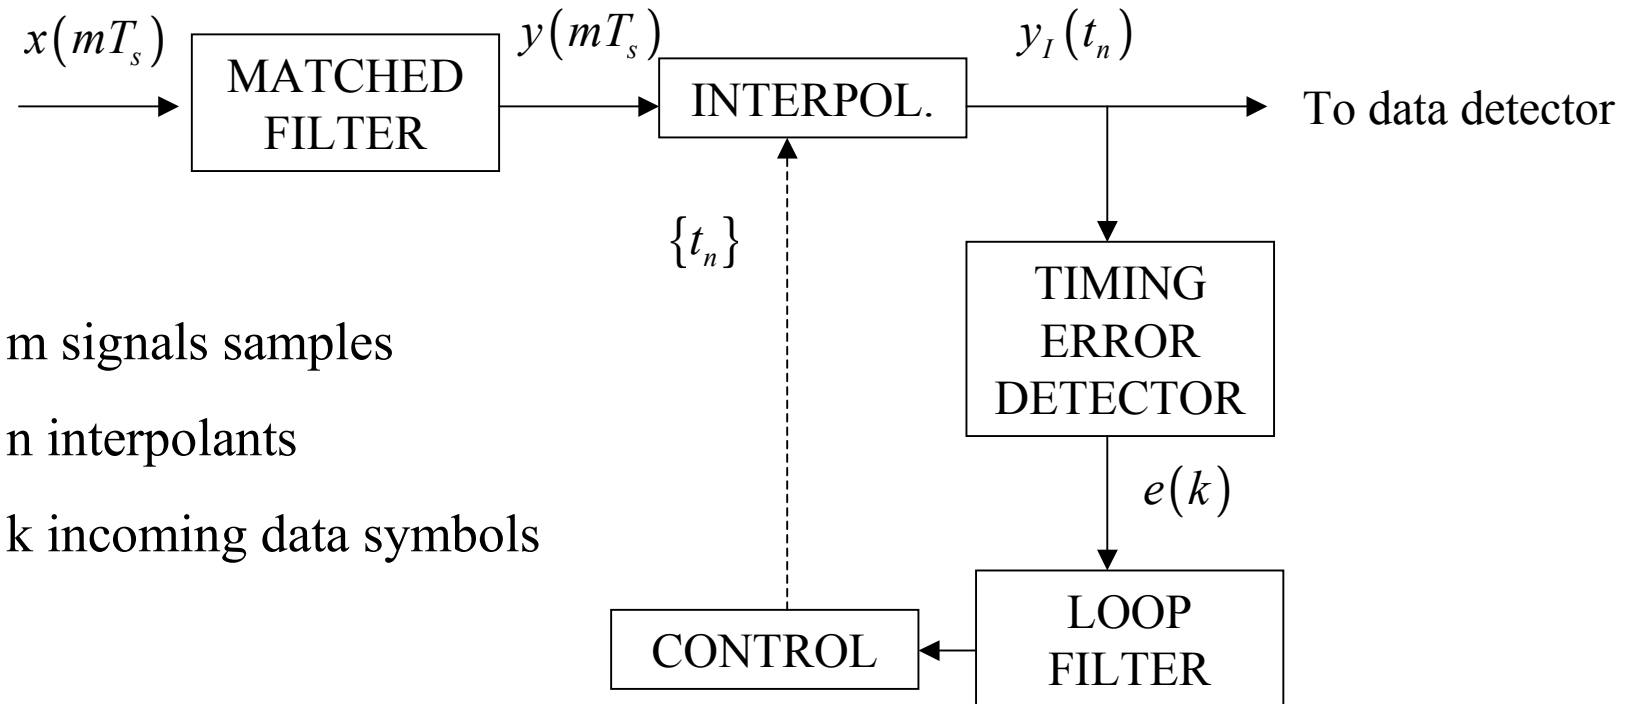 x(mT_s)
MATCHED
FILTER
y(mT_s)
INTERPOL.
y_I(t_n)
To data detector
{t_n}
TIMING
ERROR
DETECTOR
m signals samples
n interpolants
k incoming data symbols
e(k)
LOOP
FILTER
CONTROL